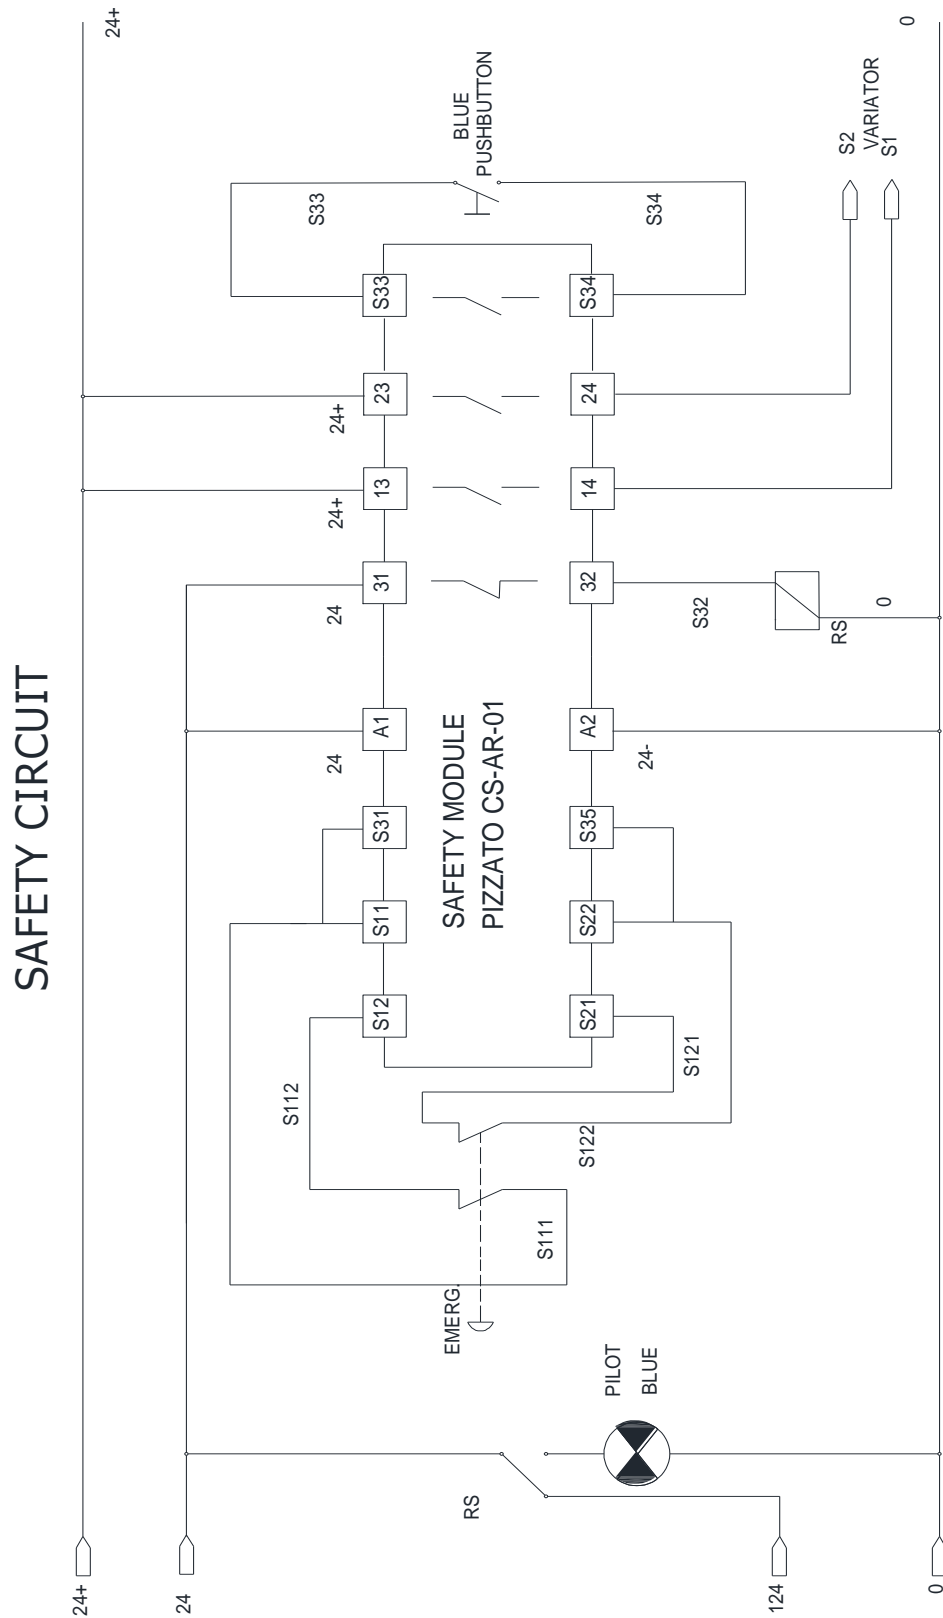 SAFETY CIRCUIT
24+
24+
24
24
24
24+
24+
S112
S12
S11
S31
A1
31
13
23
S33
S33
EMERG.
SAFETY MODULE
PIZZATO CS-AR-01
BLUE
PUSHBUTTON
RS
S111
S122
S21
S22
S35
A2
32
14
24
S34
PILOT
BLUE
S121
24-
S32
S34
124
RS
0
S2
VARIATOR
S1
0
0